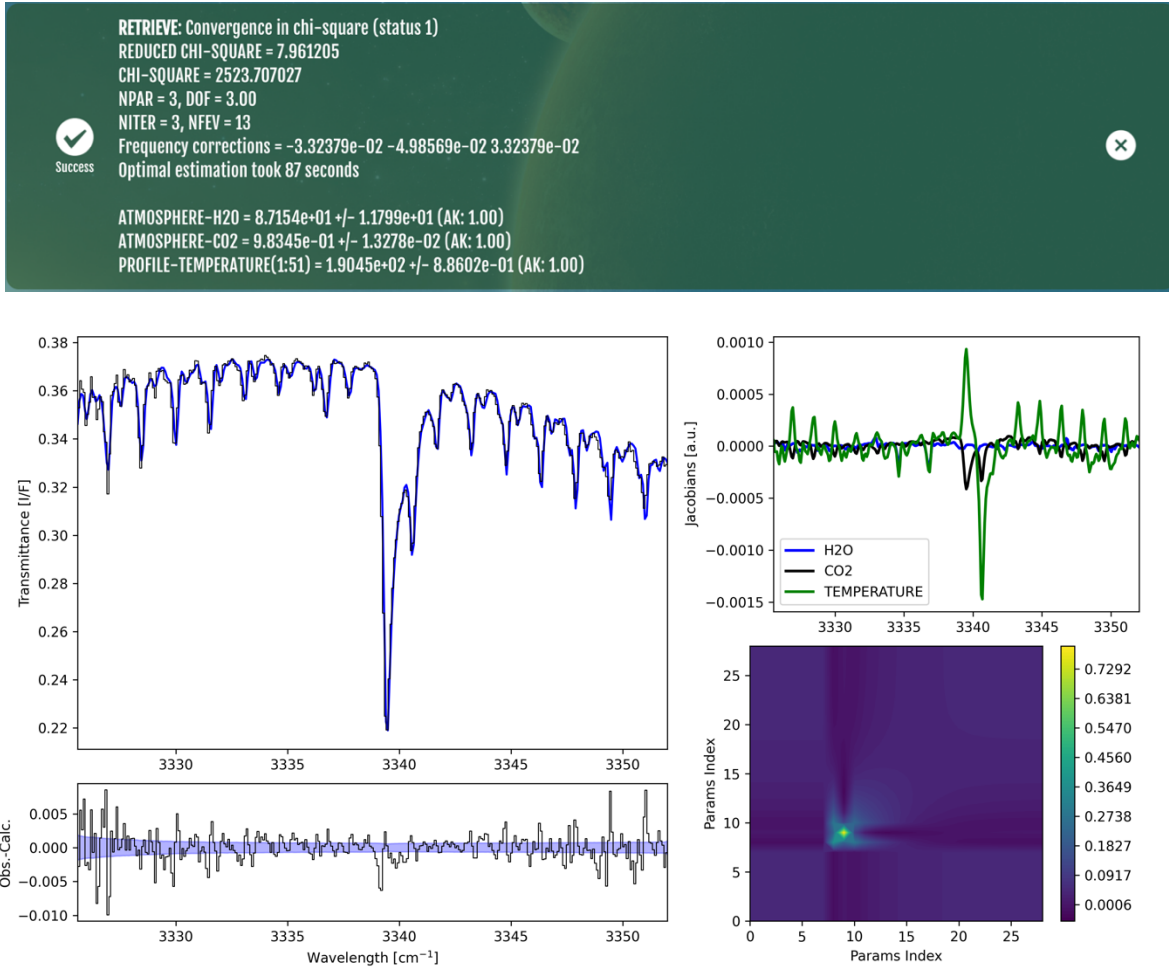 RETRIEVE: Convergence in chi-square (status 1)
REDUCED CHI-SQUARE = 7.961205
CHI-SQUARE = 2523.707027
NPAR = 3, DOF = 3.00
NITER = 3, NFEV = 13
Frequency corrections = -3.32379e-02 -4.98569e-02 3.32379e-02
Optimal estimation took 87 seconds
Success
ATMOSPHERE-H2O = 8.7154e+01 +/- 1.1799e+01 (AK: 1.00)
ATMOSPHERE-CO2 = 9.8345e-01 +/- 1.3278e-02 (AK: 1.00)
PROFILE-TEMPERATURE(1:51) = 1.9045e+02 +/- 8.8602e-01 (AK: 1.00)
Transmittance [I/F]
0.38
0.36
0.34
0.32
0.30
0.28
0.26
0.24
0.22
3330 3335 3340 3345 3350
Obs.-Calc.
0.005
0.000
−0.005
−0.010
3330 3335 3340 3345 3350
Wavelength [cm⁻¹]
Jacobians [a.u.]
0.0010
0.0005
0.0000
−0.0005
−0.0010
−0.0015
H2O
CO2
TEMPERATURE
3330 3335 3340 3345 3350
Params Index
25
20
15
10
5
0
0 5 10 15 20 25
Params Index
0.7292
0.6381
0.5470
0.4560
0.3649
0.2738
0.1827
0.0917
0.0006